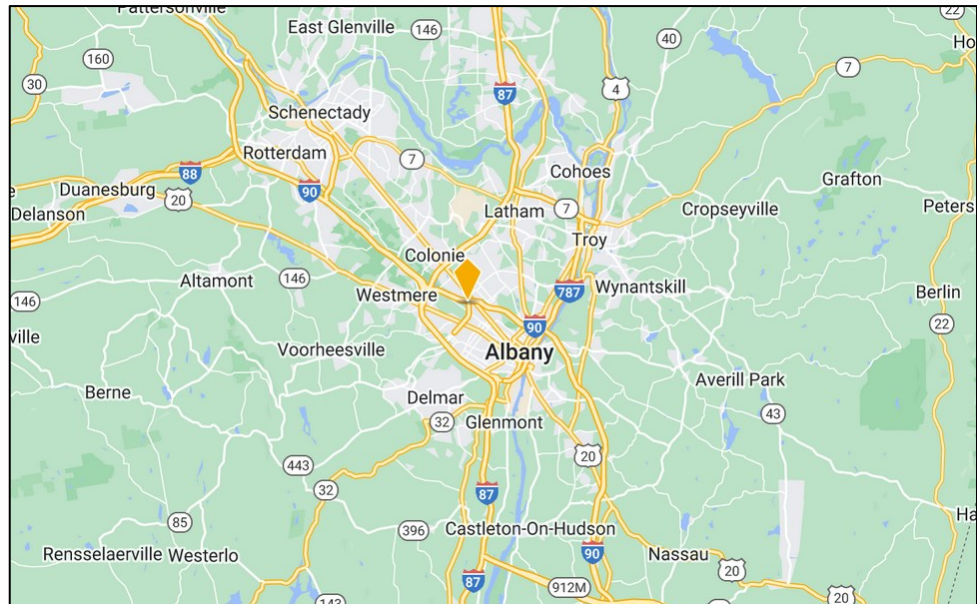 Pattersonville
East Glenville
146
22
Ho
160
40
7
30
87
4
Schenectady
7
Rotterdam
88
90
Cohoes
Duanesburg
20
Grafton
Delanson
Latham
7
Cropseyville
Peters
Troy
Colonie
Altamont
146
787
Wynantskill
146
Westmere
Berlin
ville
90
22
Voorheesville
Albany
Berne
Delmar
Averill Park
32
Glenmont
43
443
20
32
87
85
396
Castleton-On-Hudson
Ha
Rensselaerville
Westerlo
90
Nassau
20
87
912M
143
20